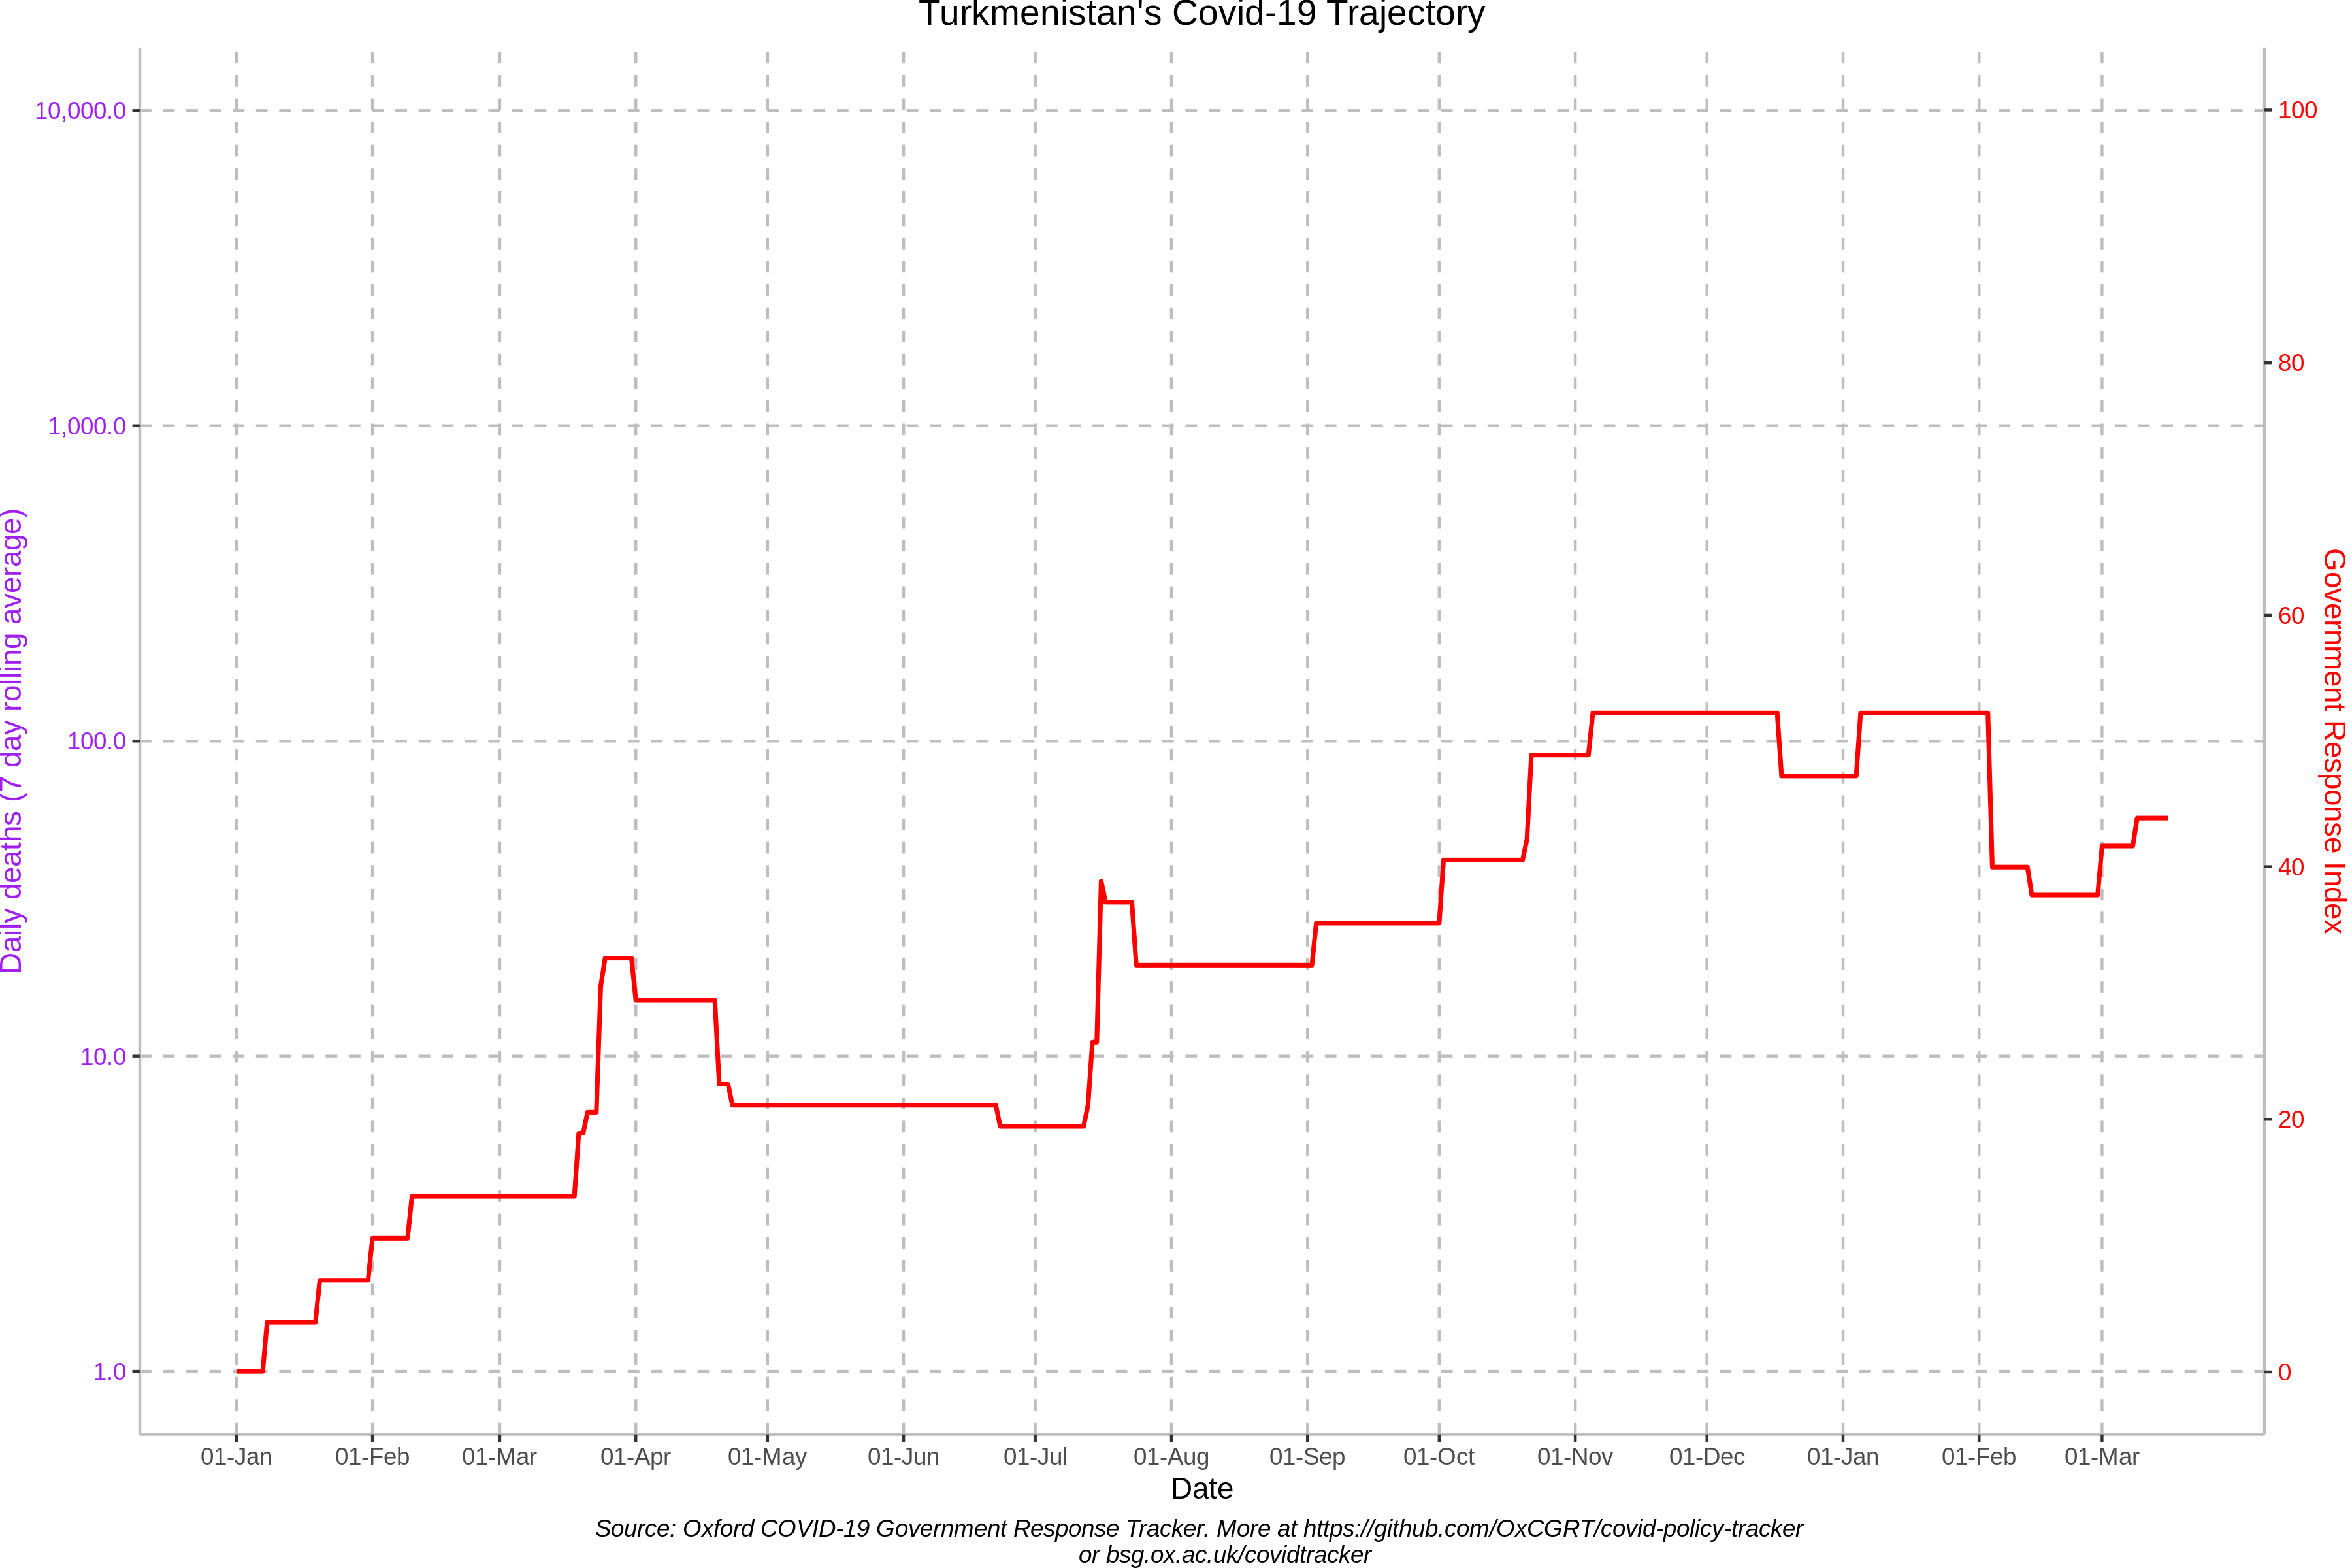 Turkmenistan's Covid-19 Trajectory
10,000.0
1,000.0
100.0
10.0
1.0
Daily deaths (7 day rolling average)
100
80
60
40
20
0
Government Response Index
01-Jan 01-Feb 01-Mar 01-Apr 01-May 01-Jun 01-Jul 01-Aug 01-Sep 01-Oct 01-Nov 01-Dec 01-Jan 01-Feb 01-Mar
Date
Source: Oxford COVID-19 Government Response Tracker. More at https://github.com/OxCGRT/covid-policy-tracker
or bsg.ox.ac.uk/covidtracker